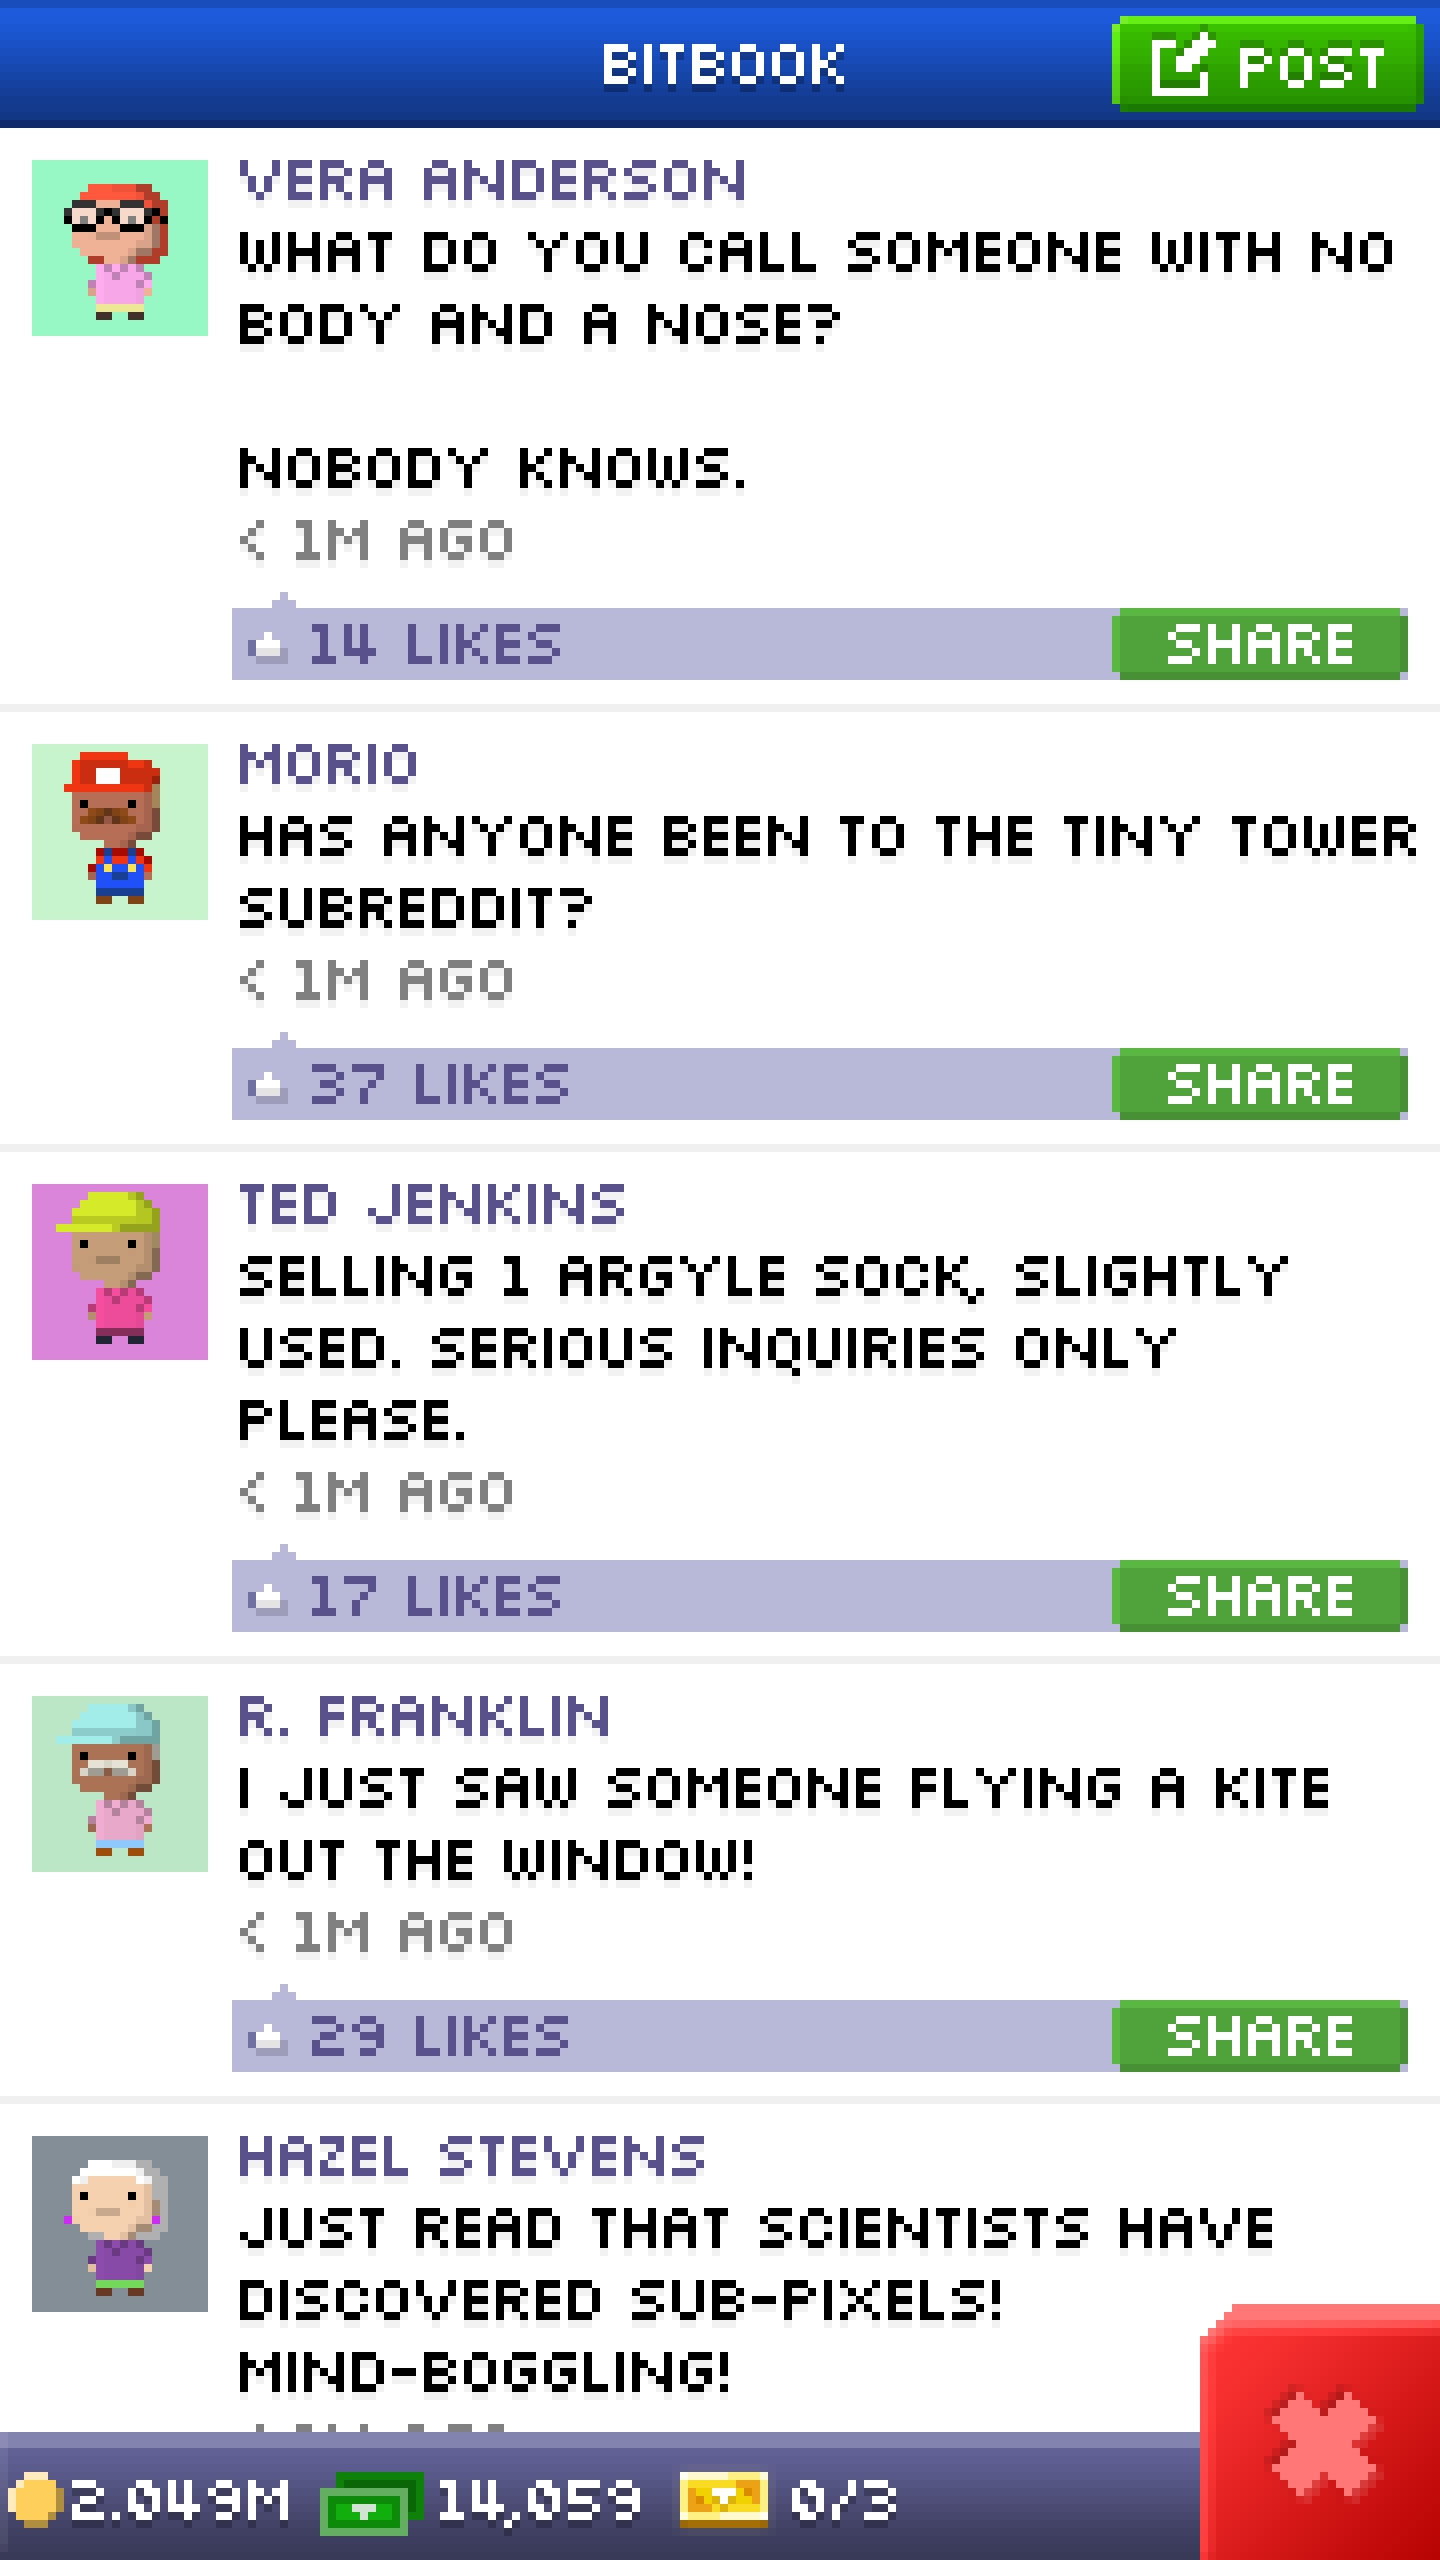 BITBOOK
POST
VERA ANDERSON
WHAT DO YOU CALL SOMEONE WITH NO
BODY AND A NOSE?
NOBODY KNOWS.
< 1M AGO
14 LIKES
SHARE
MORIO
HAS ANYONE BEEN TO THE TINY TOWER
SUBREDDIT?
< 1M AGO
37 LIKES
SHARE
TED JENKINS
SELLING 1 ARGYLE SOCK, SLIGHTLY
USED. SERIOUS INQUIRIES ONLY
PLEASE.
< 1M AGO
17 LIKES
SHARE
R. FRANKLIN
I JUST SAW SOMEONE FLYING A KITE
OUT THE WINDOW!
< 1M AGO
29 LIKES
SHARE
HAZEL STEVENS
JUST READ THAT SCIENTISTS HAVE
DISCOVERED SUB-PIXELS!
MIND-BOGGLING!
2.049M 14,059 0/3